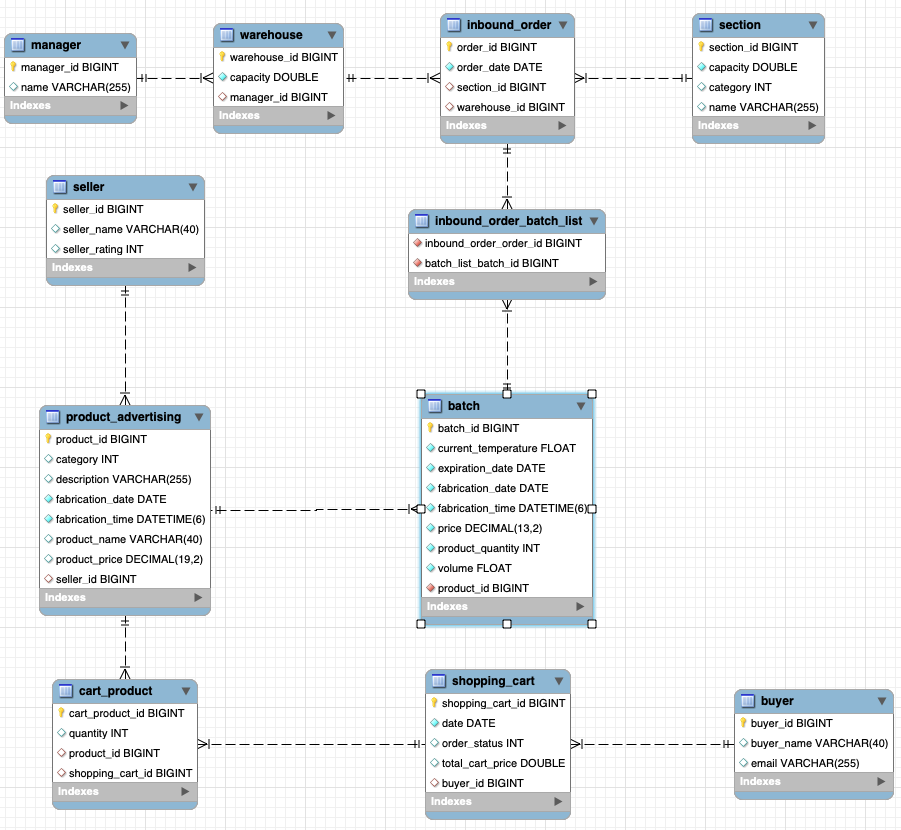 manager
manager_id BIGINT
name VARCHAR(255)
Indexes
warehouse
warehouse_id BIGINT
capacity DOUBLE
manager_id BIGINT
Indexes
inbound_order
order_id BIGINT
order_date DATE
section_id BIGINT
warehouse_id BIGINT
Indexes
section
section_id BIGINT
capacity DOUBLE
category INT
name VARCHAR(255)
Indexes
seller
seller_id BIGINT
seller_name VARCHAR(40)
seller_rating INT
Indexes
inbound_order_batch_list
inbound_order_order_id BIGINT
batch_list_batch_id BIGINT
Indexes
product_advertising
product_id BIGINT
category INT
description VARCHAR(255)
fabrication_date DATE
fabrication_time DATETIME(6)
product_name VARCHAR(40)
product_price DECIMAL(19,2)
seller_id BIGINT
Indexes
batch
batch_id BIGINT
current_temperature FLOAT
expiration_date DATE
fabrication_date DATE
fabrication_time DATETIME(6)
price DECIMAL(13,2)
product_quantity INT
volume FLOAT
product_id BIGINT
Indexes
cart_product
cart_product_id BIGINT
quantity INT
product_id BIGINT
shopping_cart_id BIGINT
Indexes
shopping_cart
shopping_cart_id BIGINT
date DATE
order_status INT
total_cart_price DOUBLE
buyer_id BIGINT
Indexes
buyer
buyer_id BIGINT
buyer_name VARCHAR(40)
email VARCHAR(255)
Indexes